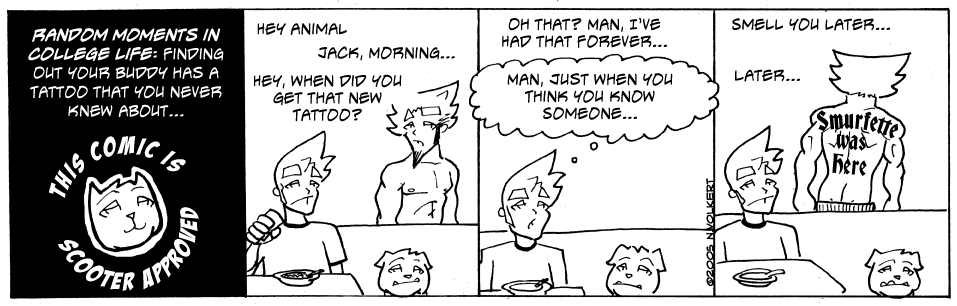 RANDOM MOMENTS IN
COLLEGE LIFE: FINDING
OUT YOUR BUDDY HAS A
TATTOO THAT YOU NEVER
KNEW ABOUT...
THIS COMIC IS
SCOOTER APPROVED
HEY ANIMAL
JACK, MORNING...
HEY, WHEN DID YOU
GET THAT NEW
TATTOO?
OH THAT? MAN, I'VE
HAD THAT FOREVER...
MAN, JUST WHEN YOU
THINK YOU KNOW
SOMEONE...
©2005 N.VOLKERT
SMELL YOU LATER...
LATER...
Smurfette
was
here